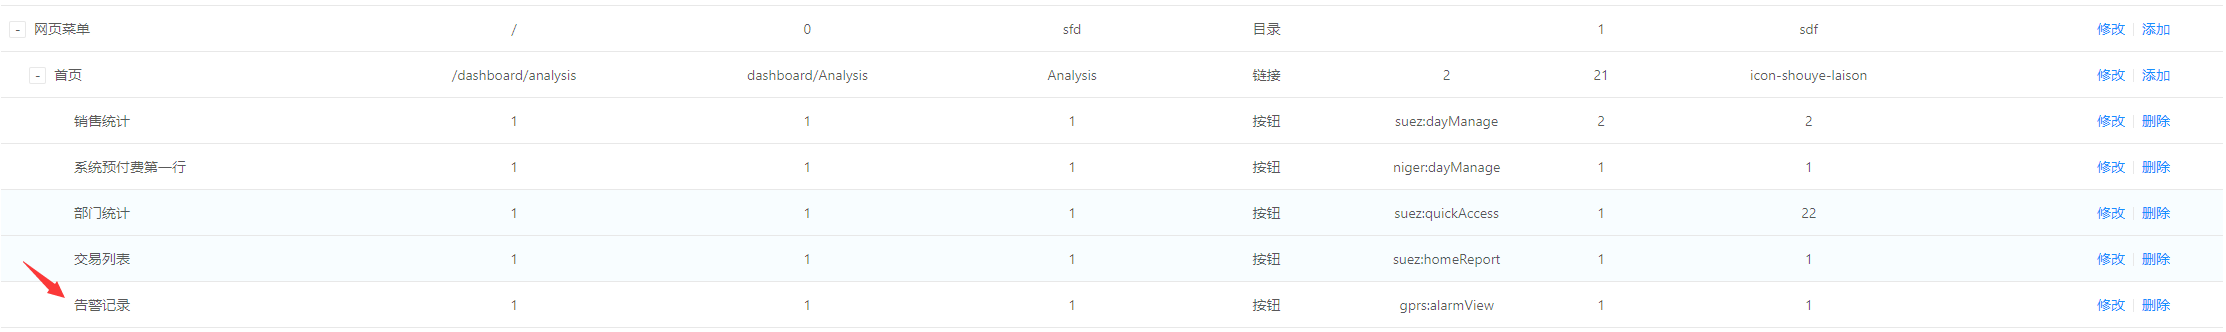 - 网页菜单 / 0 sfd 目录 1 sdf 修改 添加
- 首页 /dashboard/analysis dashboard/Analysis Analysis 链接 2 21 icon-shouye-laison 修改 添加
销售统计 1 1 1 按钮 suez:dayManage 2 2 修改 删除
系统预付费第一行 1 1 1 按钮 niger:dayManage 1 1 修改 删除
部门统计 1 1 1 按钮 suez:quickAccess 1 22 修改 删除
交易列表 1 1 1 按钮 suez:homeReport 1 1 修改 删除
告警记录 1 1 1 按钮 gprs:alarmView 1 1 修改 删除